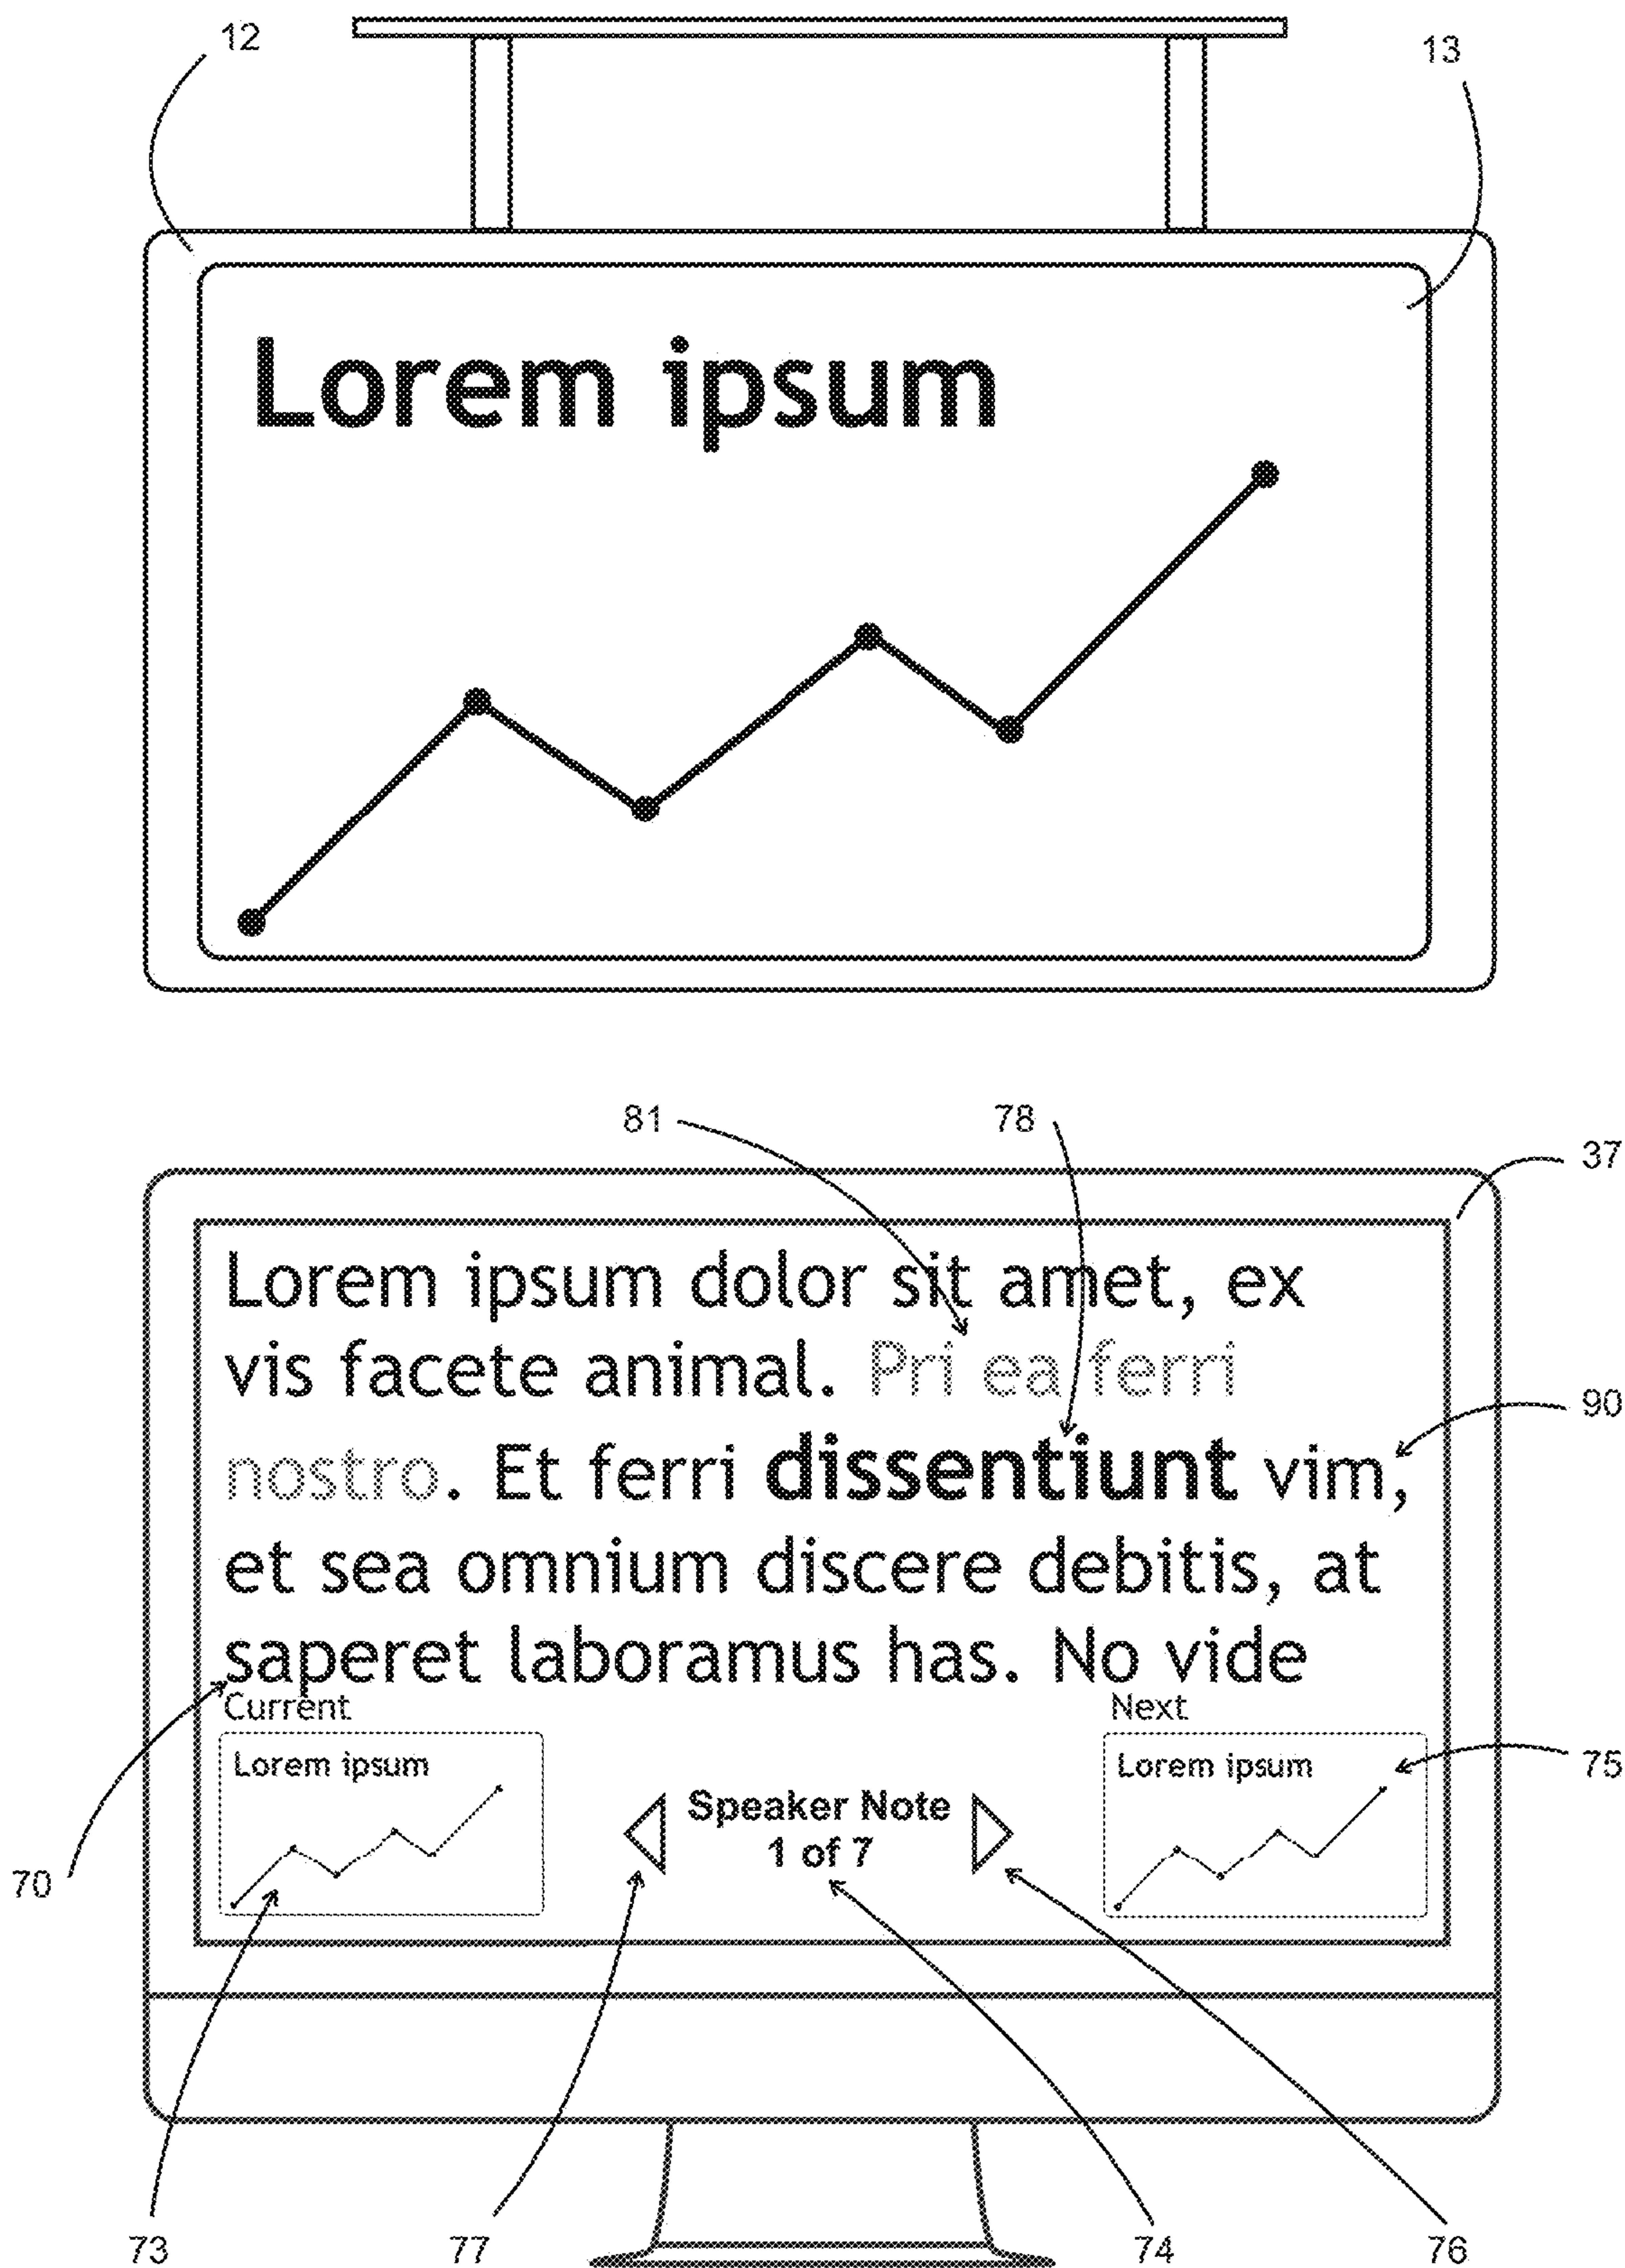 12
13
Lorem ipsum
81
78
37
Lorem ipsum dolor sit amet, ex
vis facete animal. Pri ea ferri
90
nostro. Et ferri dissentiunt vim,
et sea omnium discere debitis, at
saperet laboramus has. No vide
Current
Next
Lorem ipsum
Lorem ipsum
75
Speaker Note
1 of 7
70
73
77
74
76